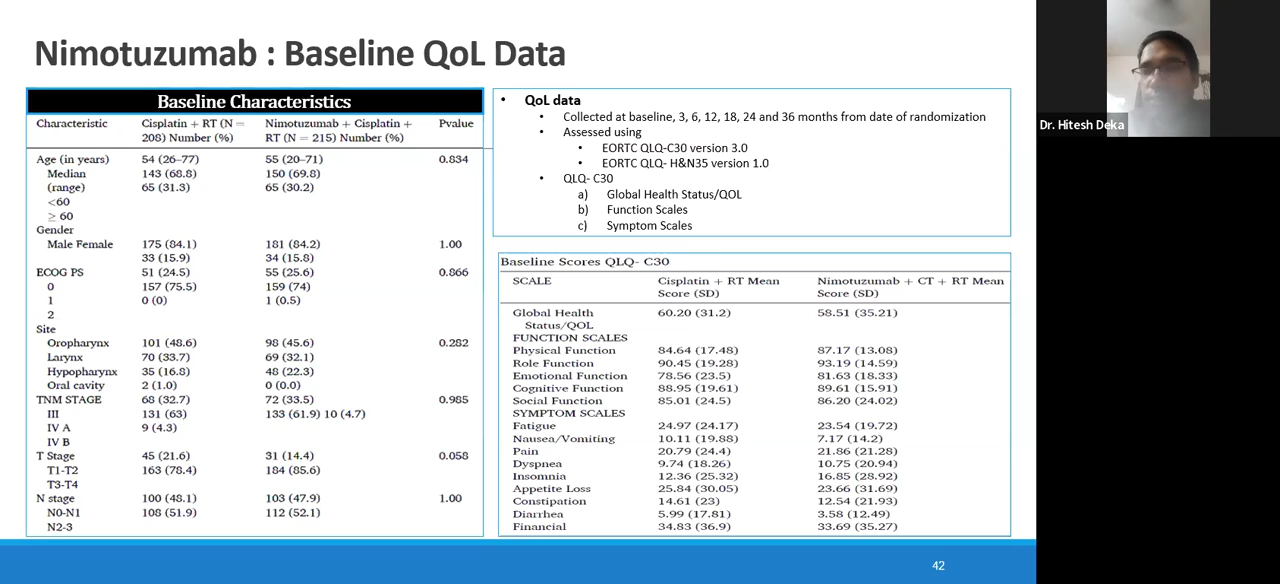 Nimotuzumab : Baseline QoL Data
Baseline Characteristics
Characteristic Cisplatin + RT (N = Nimotuzumab + Cisplatin + Pvalue
208) Number (%) RT (N = 215) Number (%)
Age (in years) 54 (26–77) 55 (20–71) 0.834
Median 143 (68.8) 150 (69.8)
(range) 65 (31.3) 65 (30.2)
<60
≥ 60
Gender
Male Female 175 (84.1) 181 (84.2) 1.00
33 (15.9) 34 (15.8)
ECOG PS 51 (24.5) 55 (25.6) 0.866
0 157 (75.5) 159 (74)
1 0 (0) 1 (0.5)
2
Site
Oropharynx 101 (48.6) 98 (45.6) 0.282
Larynx 70 (33.7) 69 (32.1)
Hypopharynx 35 (16.8) 48 (22.3)
Oral cavity 2 (1.0) 0 (0.0)
TNM STAGE 68 (32.7) 72 (33.5) 0.985
III 131 (63) 133 (61.9) 10 (4.7)
IV A 9 (4.3)
IV B
T Stage 45 (21.6) 31 (14.4) 0.058
T1-T2 163 (78.4) 184 (85.6)
T3-T4
N stage 100 (48.1) 103 (47.9) 1.00
N0-N1 108 (51.9) 112 (52.1)
N2-3
• QoL data
• Collected at baseline, 3, 6, 12, 18, 24 and 36 months from date of randomization
• Assessed using
• EORTC QLQ-C30 version 3.0
• EORTC QLQ- H&N35 version 1.0
• QLQ- C30
a) Global Health Status/QOL
b) Function Scales
c) Symptom Scales
Baseline Scores QLQ- C30
SCALE Cisplatin + RT Mean Nimotuzumab + CT + RT Mean
Score (SD) Score (SD)
Global Health 60.20 (31.2) 58.51 (35.21)
Status/QOL
FUNCTION SCALES
Physical Function 84.64 (17.48) 87.17 (13.08)
Role Function 90.45 (19.28) 93.19 (14.59)
Emotional Function 78.56 (23.5) 81.63 (18.33)
Cognitive Function 88.95 (19.61) 89.61 (15.91)
Social Function 85.01 (24.5) 86.20 (24.02)
SYMPTOM SCALES
Fatigue 24.97 (24.17) 23.54 (19.72)
Nausea/Vomiting 10.11 (19.88) 7.17 (14.2)
Pain 20.79 (24.4) 21.86 (21.28)
Dyspnea 9.74 (18.26) 10.75 (20.94)
Insomnia 12.36 (25.32) 16.85 (28.92)
Appetite Loss 25.84 (30.05) 23.66 (31.69)
Constipation 14.61 (23) 12.54 (21.93)
Diarrhea 5.99 (17.81) 3.58 (12.49)
Financial 34.83 (36.9) 33.69 (35.27)
42
Dr. Hitesh Deka